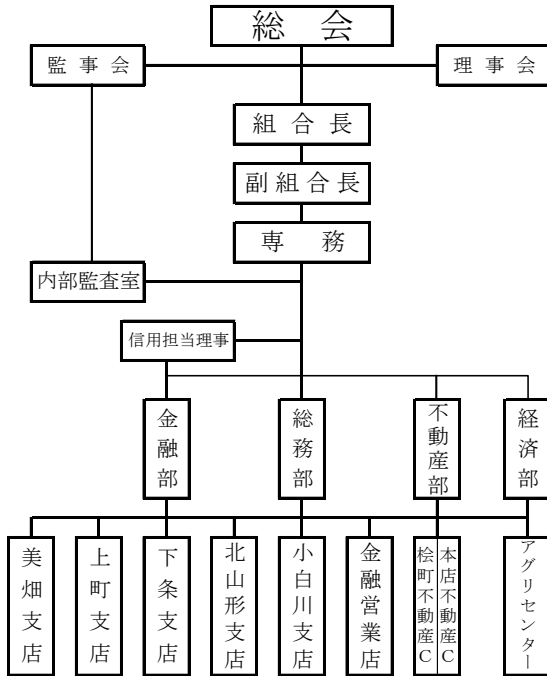 総会
監事会
理事会
組合長
副組合長
専務
内部監査室
信用担当理事
金融部
総務部
不動産部
経済部
美畑支店
上町支店
下条支店
北山形支店
小白川支店
金融営業店
桧町不動産C
本店不動産C
アグリセンター